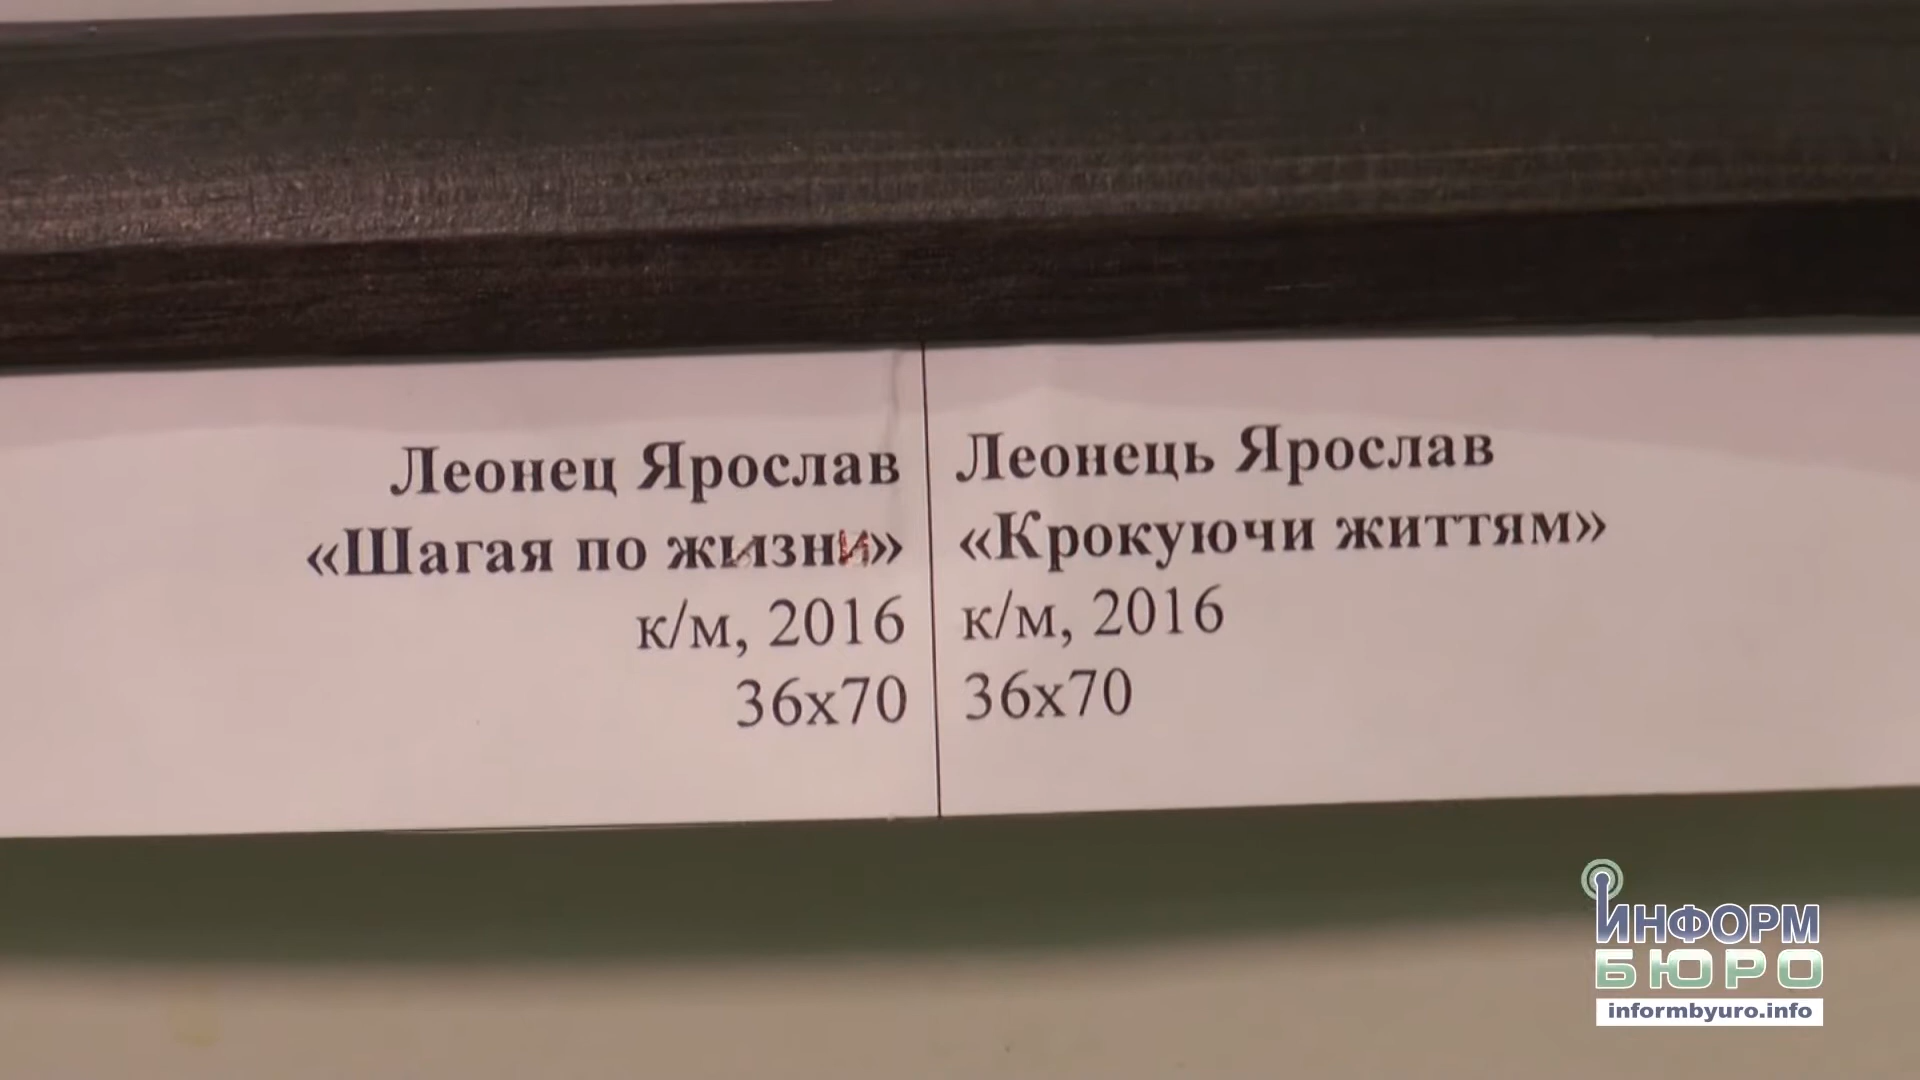 Леонец Ярослав
«Шагая по жизни»
к/м, 2016
36х70
Леонець Ярослав
«Крокуючи життям»
к/м, 2016
36х70
ИНФОРМ
БЮРО
informbyuro.info